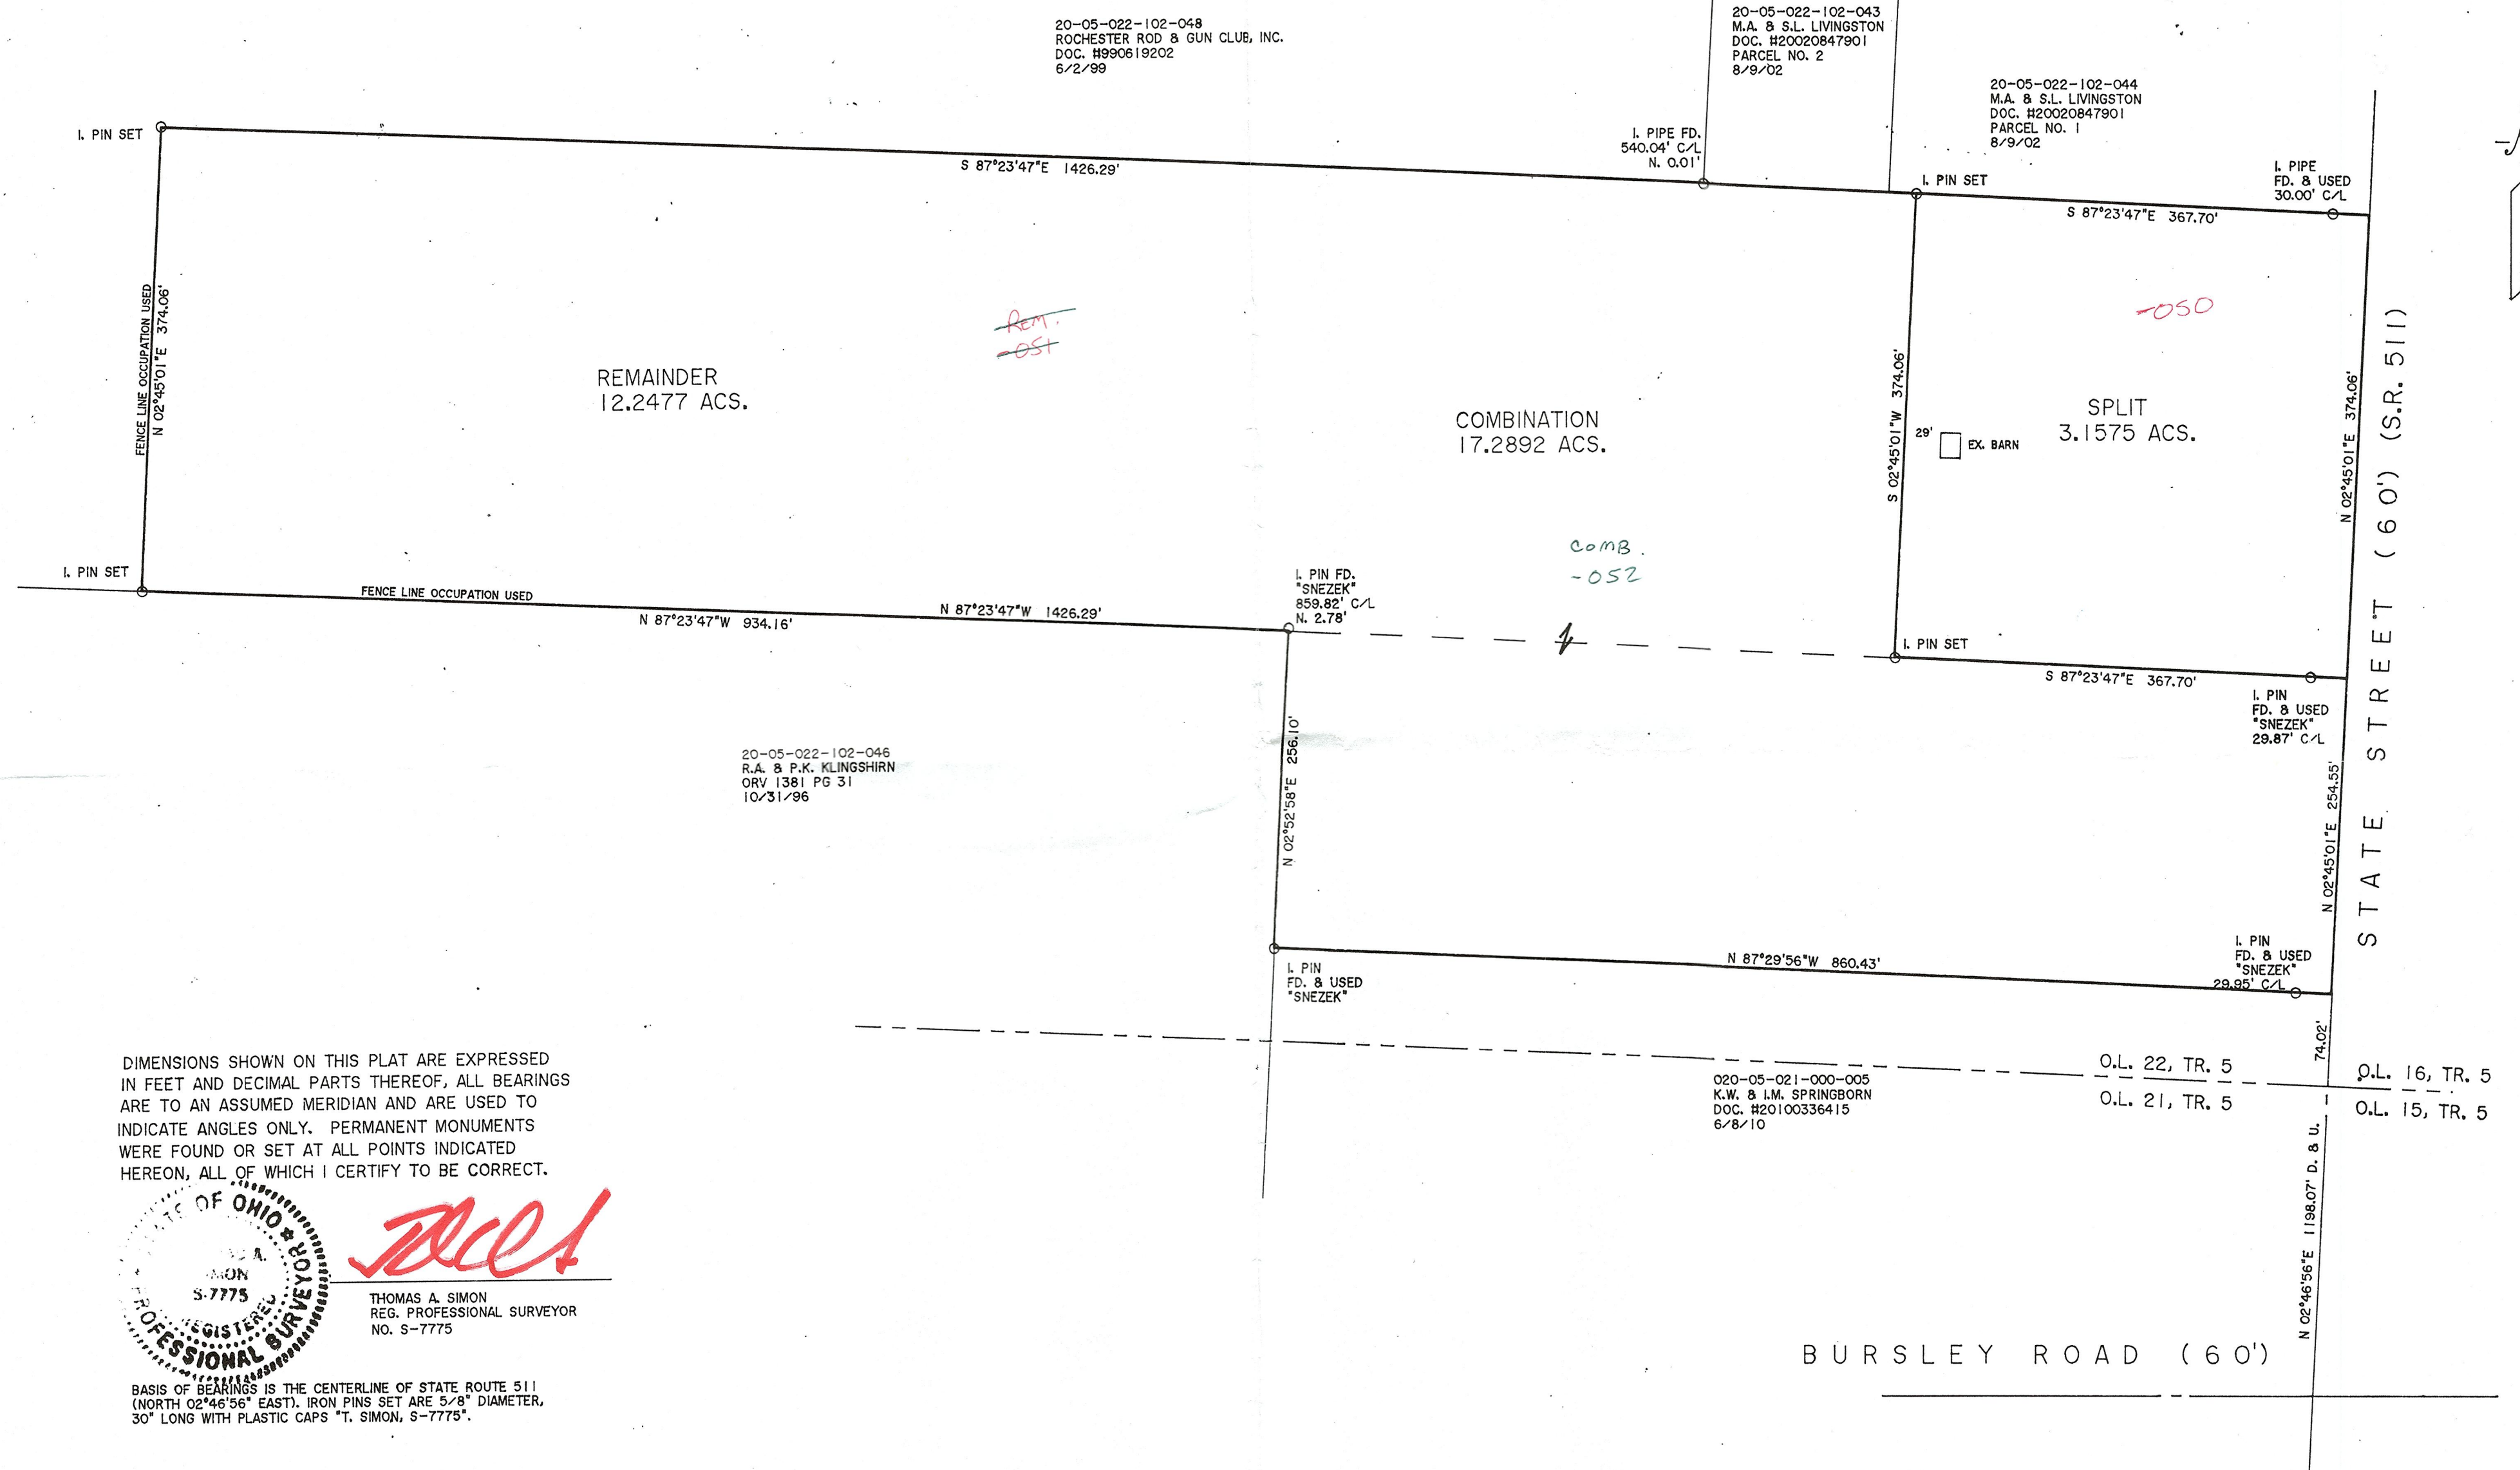 20-05-022-102-048
ROCHESTER ROD & GUN CLUB, INC.
DOC. #990619202
6/2/99
20-05-022-102-043
M.A. & S.L. LIVINGSTON
DOC. #20020847901
PARCEL NO. 2
8/9/02
20-05-022-102-044
M.A. & S.L. LIVINGSTON
DOC. #20020847901
PARCEL NO. 1
8/9/02
I. PIN SET
I. PIPE FD.
540.04' C/L
N. 0.01'
I. PIN SET
I. PIPE
FD. & USED
30.00' C/L
S 87°23'47"E 1426.29'
S 87°23'47"E 367.70'
FENCE LINE OCCUPATION USED
N 02°45'01"E 374.06'
REM.
-051
-050
REMAINDER
12.2477 ACS.
COMBINATION
17.2892 ACS.
S 02°45'01"W 374.06'
29'
EX. BARN
SPLIT
3.1575 ACS.
N 02°45'01"E 374.06'
STATE STREET (60') (S.R. 511)
COMB.
-052
I. PIN SET
FENCE LINE OCCUPATION USED
N 87°23'47"W 934.16'
N 87°23'47"W 1426.29'
I. PIN FD.
"SNEZEK"
859.82' C/L
N. 2.78'
I. PIN SET
S 87°23'47"E 367.70'
I. PIN
FD. & USED
"SNEZEK"
29.87' C/L
20-05-022-102-046
R.A. & P.K. KLINGSHIRN
ORV 1381 PG 31
10/31/96
N 02°52'58"E 256.10'
N 02°45'01"E 254.55'
I. PIN
FD. & USED
"SNEZEK"
N 87°29'56"W 860.43'
I. PIN
FD. & USED
"SNEZEK"
29.95' C/L
74.02'
O.L. 22, TR. 5
O.L. 16, TR. 5
O.L. 21, TR. 5
O.L. 15, TR. 5
020-05-021-000-005
K.W. & I.M. SPRINGBORN
DOC. #20100336415
6/8/10
N 02°46'56"E 1198.07' D. & U.
BURSLEY ROAD (60')
DIMENSIONS SHOWN ON THIS PLAT ARE EXPRESSED
IN FEET AND DECIMAL PARTS THEREOF, ALL BEARINGS
ARE TO AN ASSUMED MERIDIAN AND ARE USED TO
INDICATE ANGLES ONLY. PERMANENT MONUMENTS
WERE FOUND OR SET AT ALL POINTS INDICATED
HEREON, ALL OF WHICH I CERTIFY TO BE CORRECT.
OF OHIO
A.
S-7775
REGISTERED
PROFESSIONAL SURVEYOR
THOMAS A. SIMON
REG. PROFESSIONAL SURVEYOR
NO. S-7775
BASIS OF BEARINGS IS THE CENTERLINE OF STATE ROUTE 511
(NORTH 02°46'56" EAST). IRON PINS SET ARE 5/8" DIAMETER,
30" LONG WITH PLASTIC CAPS "T. SIMON, S-7775".